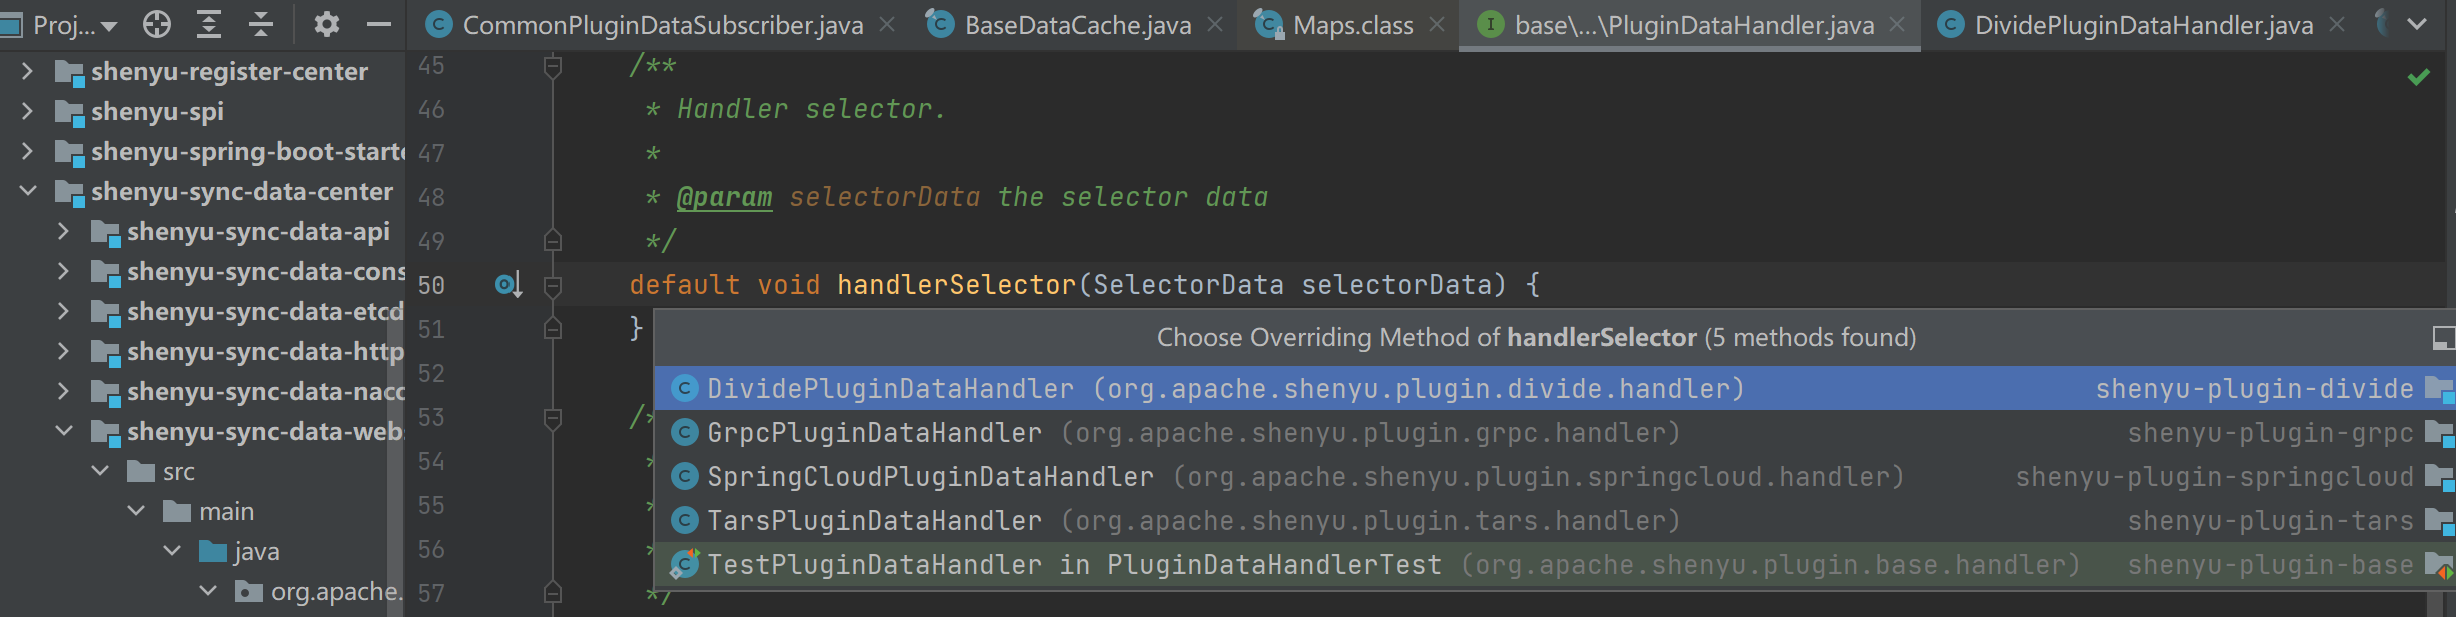 Proj...
CommonPluginDataSubscriber.java
BaseDataCache.java
Maps.class
base\...\PluginDataHandler.java
DividePluginDataHandler.java
shenyu-register-center
shenyu-spi
shenyu-spring-boot-starte
shenyu-sync-data-center
shenyu-sync-data-api
shenyu-sync-data-cons
shenyu-sync-data-etcd
shenyu-sync-data-http
shenyu-sync-data-nacc
shenyu-sync-data-web
src
main
java
org.apache.
45 /**
46 * Handler selector.
47 *
48 * @param selectorData the selector data
49 */
50 default void handlerSelector(SelectorData selectorData) {
51 }
52
53 /*
54 *
55 *
56 *
57 */
Choose Overriding Method of handlerSelector (5 methods found)
DividePluginDataHandler (org.apache.shenyu.plugin.divide.handler) shenyu-plugin-divide
GrpcPluginDataHandler (org.apache.shenyu.plugin.grpc.handler) shenyu-plugin-grpc
SpringCloudPluginDataHandler (org.apache.shenyu.plugin.springcloud.handler) shenyu-plugin-springcloud
TarsPluginDataHandler (org.apache.shenyu.plugin.tars.handler) shenyu-plugin-tars
TestPluginDataHandler in PluginDataHandlerTest (org.apache.shenyu.plugin.base.handler) shenyu-plugin-base